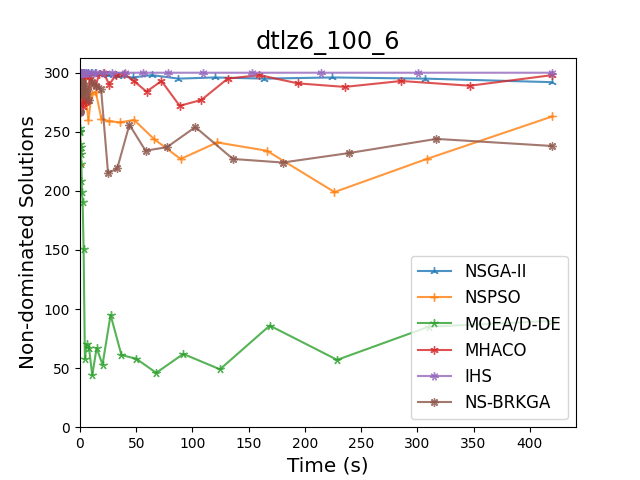 dtlz6_100_6
Non-dominated Solutions
300
250
200
150
100
50
0
NSGA-II
NSPSO
MOEA/D-DE
MHACO
IHS
NS-BRKGA
0 50 100 150 200 250 300 350 400
Time (s)